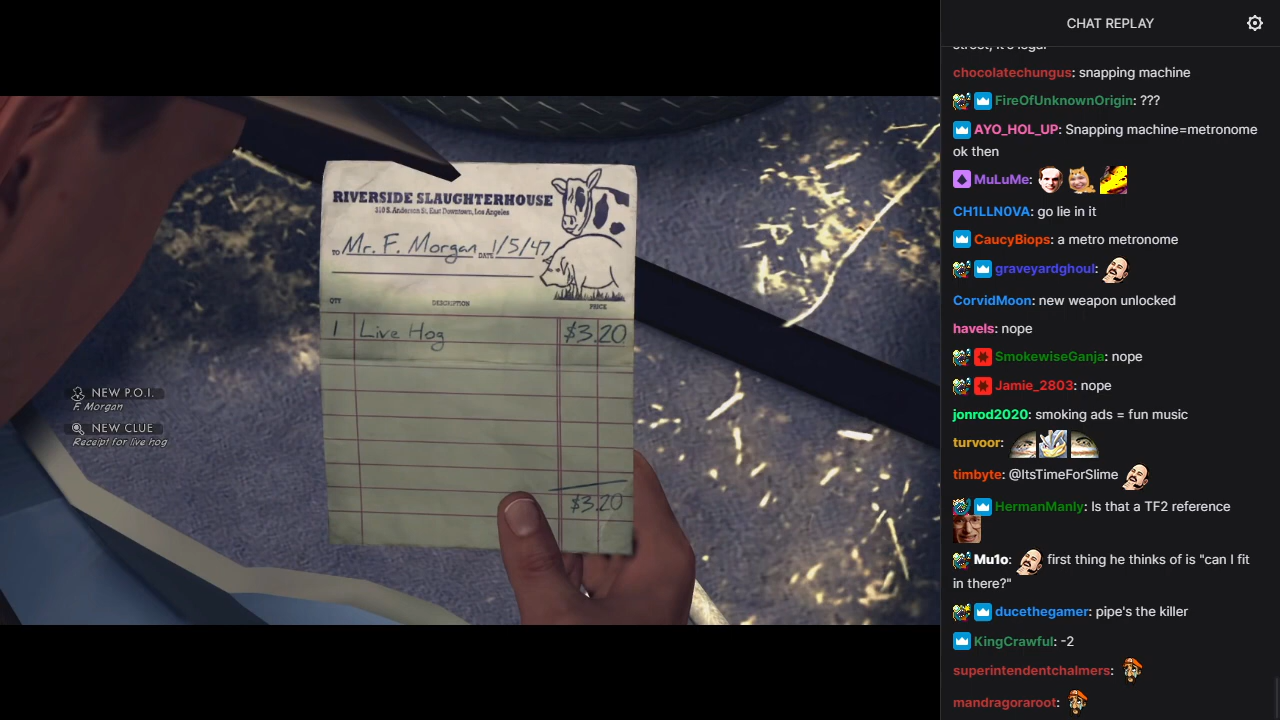 RIVERSIDE SLAUGHTERHOUSE
310 S. Anderson St, East Downtown, Los Angeles
TO Mr. F. Morgan DATE 1/5/47
QTY DESCRIPTION PRICE
1 Live Hog $3.20
$3.20
NEW P.O.I.
F. Morgan
NEW CLUE
Receipt for live hog
CHAT REPLAY
chocolatechungus: snapping machine
FireOfUnknownOrigin: ???
AYO_HOL_UP: Snapping machine=metronome
ok then
MuLuMe:
CH1LLN0VA: go lie in it
CaucyBiops: a metro metronome
graveyardghoul:
CorvidMoon: new weapon unlocked
havels: nope
SmokewiseGanja: nope
Jamie_2803: nope
jonrod2020: smoking ads = fun music
turvoor:
timbyte: @ItsTimeForSlime
HermanManly: Is that a TF2 reference
Mu1o: first thing he thinks of is "can I fit
in there?"
ducethegamer: pipe's the killer
KingCrawful: -2
superintendentchalmers:
mandragoraroot: